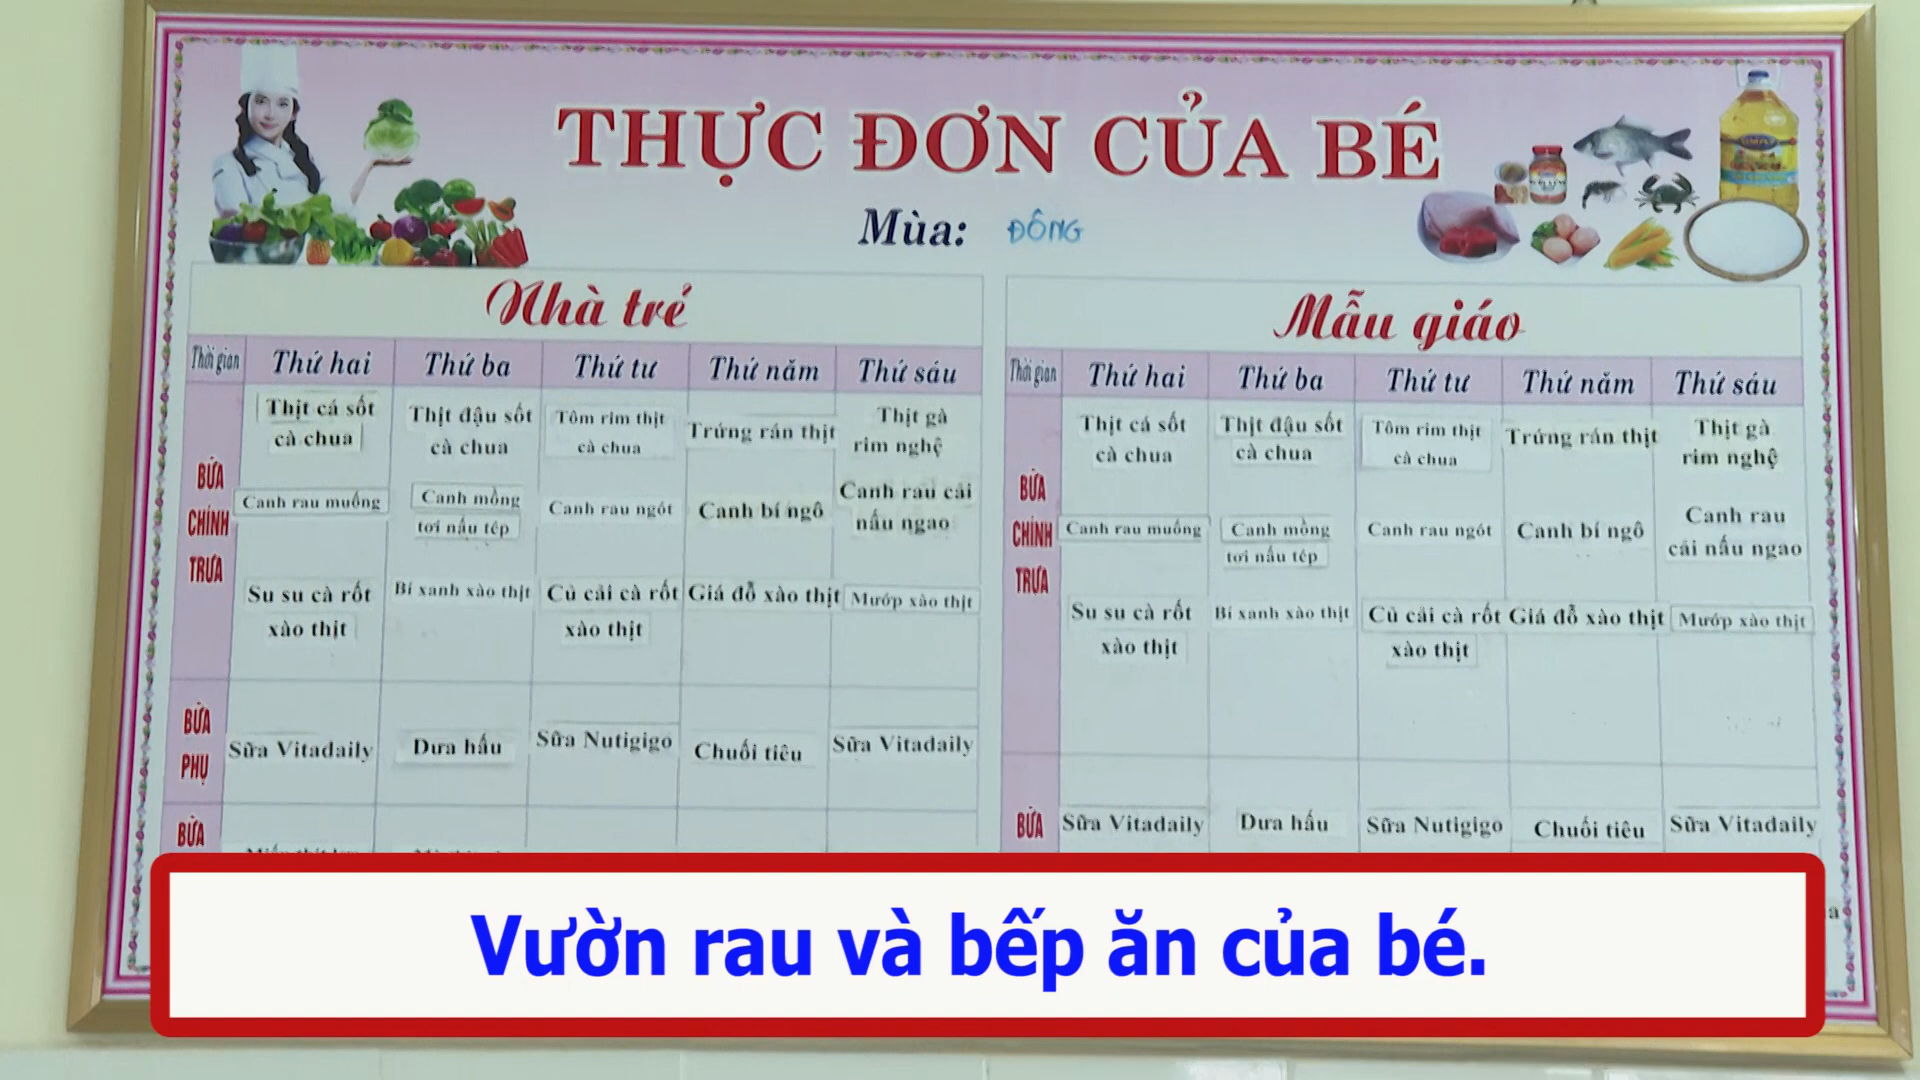 THỰC ĐƠN CỦA BÉ
Mùa: ĐÔNG
Nhà trẻ
Thời gian Thứ hai Thứ ba Thứ tư Thứ năm Thứ sáu
BỮA CHÍNH TRƯA
Thịt cá sốt
cà chua
Thịt đậu sốt
cà chua
Tôm rim thịt
cà chua
Trứng rán thịt
Thịt gà
rim nghệ
Canh rau muống
Canh mồng
tơi nấu tép
Canh rau ngót
Canh bí ngô
Canh rau cải
nấu ngao
Su su cà rốt
xào thịt
Bí xanh xào thịt
Củ cải cà rốt
xào thịt
Giá đỗ xào thịt
Mướp xào thịt
BỮA PHỤ
Sữa Vitadaily
Dưa hấu
Sữa Nutigigo
Chuối tiêu
Sữa Vitadaily
BỮA
Mẫu giáo
Thời gian Thứ hai Thứ ba Thứ tư Thứ năm Thứ sáu
BỮA CHÍNH TRƯA
Thịt cá sốt
cà chua
Thịt đậu sốt
cà chua
Tôm rim thịt
cà chua
Trứng rán thịt
Thịt gà
rim nghệ
Canh rau muống
Canh mồng
tơi nấu tép
Canh rau ngót
Canh bí ngô
Canh rau
cải nấu ngao
Su su cà rốt
xào thịt
Bí xanh xào thịt
Củ cải cà rốt
xào thịt
Giá đỗ xào thịt
Mướp xào thịt
BỮA
Sữa Vitadaily
Dưa hấu
Sữa Nutigigo
Chuối tiêu
Sữa Vitadaily
Vườn rau và bếp ăn của bé.